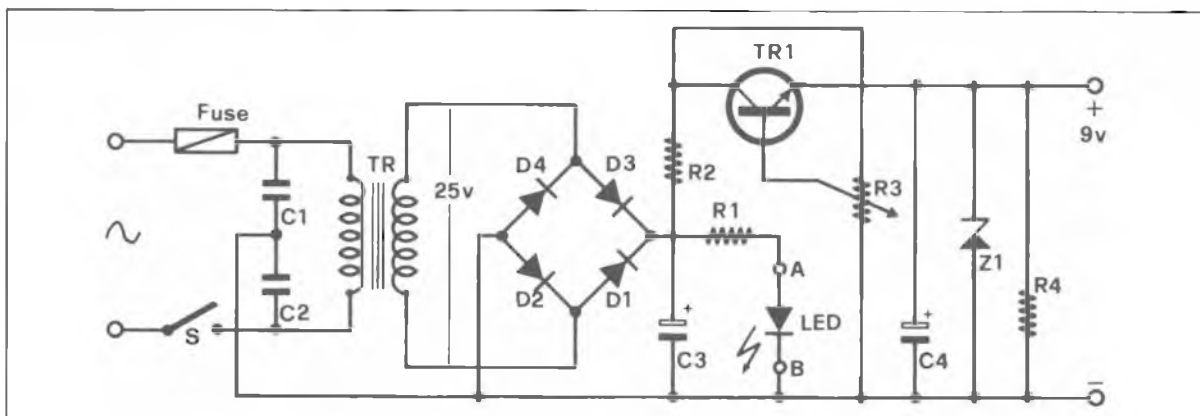 TR1
Fuse
+
9v
TR
D4
D3
R2
R3
25v
R1
C1
A
Z1
D2
D1
R4
C2
+
+
S
LED
C3
B
C4
−